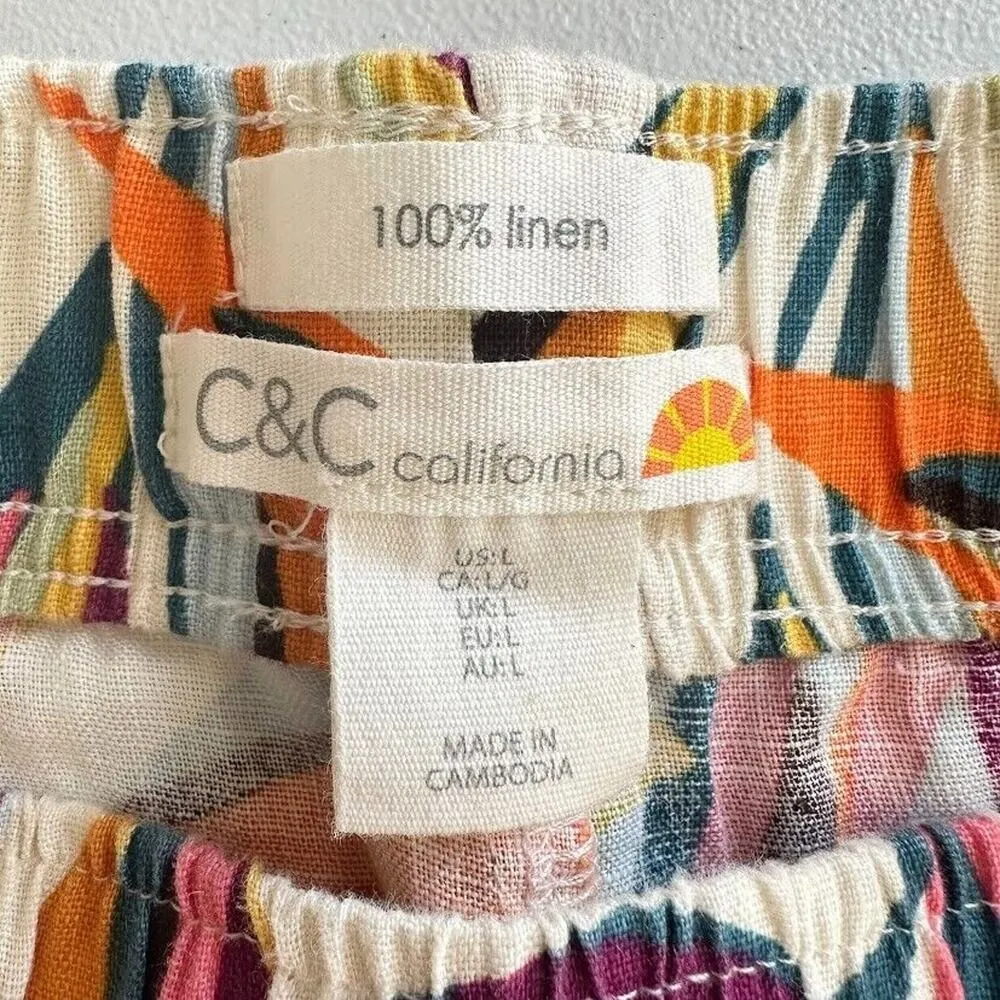 100% linen
C&C california
US:L
CA:L/G
UK:L
EU:L
AU:L
MADE IN
CAMBODIA